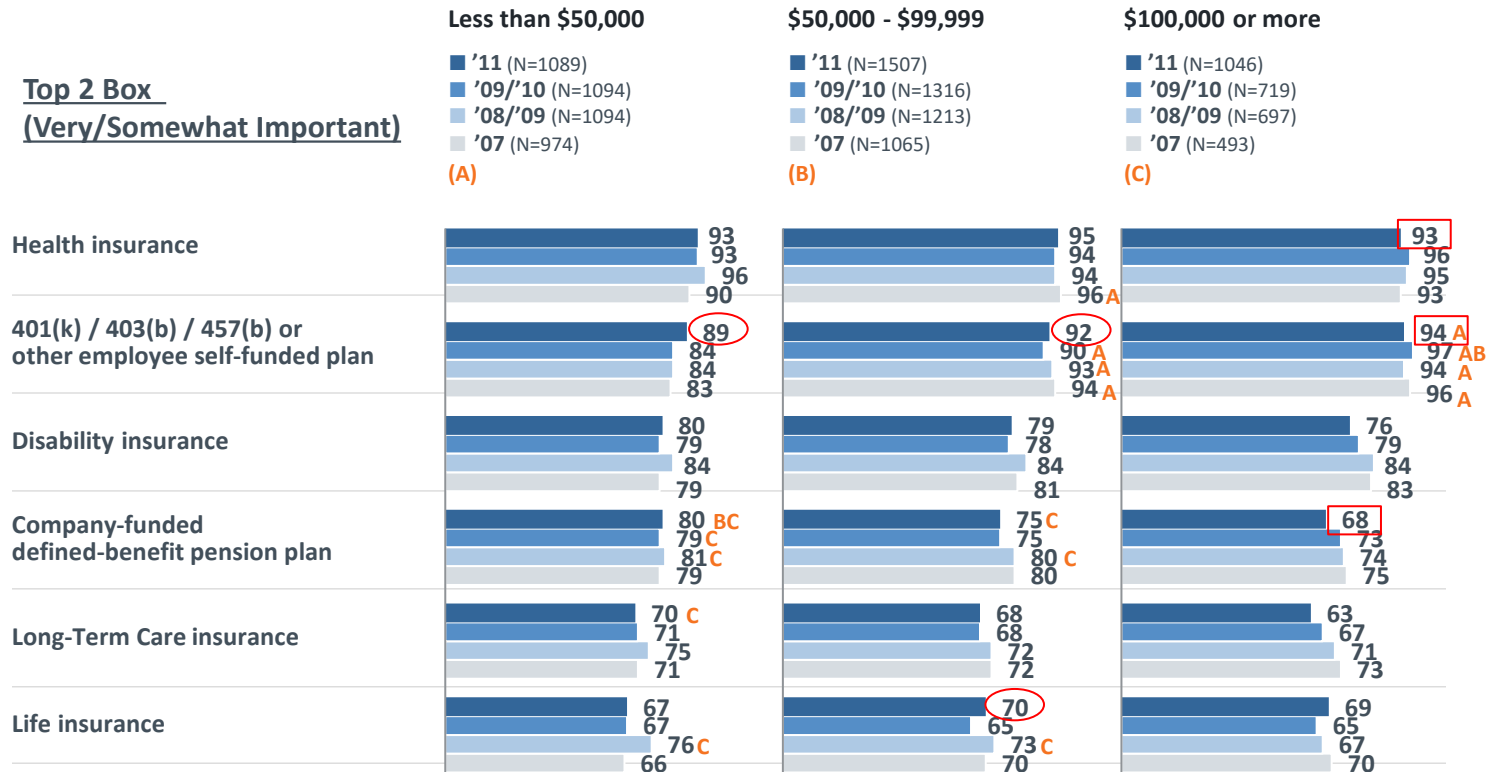 Less than $50,000 $50,000 - $99,999 $100,000 or more
Top 2 Box
(Very/Somewhat Important)
’11 (N=1089) ’11 (N=1507) ’11 (N=1046)
’09/’10 (N=1094) ’09/’10 (N=1316) ’09/’10 (N=719)
’08/’09 (N=1094) ’08/’09 (N=1213) ’08/’09 (N=697)
’07 (N=974) ’07 (N=1065) ’07 (N=493)
(A) (B) (C)
Health insurance
93 95 93
93 94 96
96 94 95
90 96 A 93
401(k) / 403(b) / 457(b) or
other employee self-funded plan
89 92 94 A
84 90 A 97 AB
84 93 A 94 A
83 94 A 96 A
Disability insurance
80 79 76
79 78 79
84 84 84
79 81 83
Company-funded
defined-benefit pension plan
80 BC 75 C 68
79 C 75 73
81 C 80 C 74
79 80 75
Long-Term Care insurance
70 C 68 63
71 68 67
75 72 71
71 72 73
Life insurance
67 70 69
67 65 65
76 C 73 C 67
66 70 70